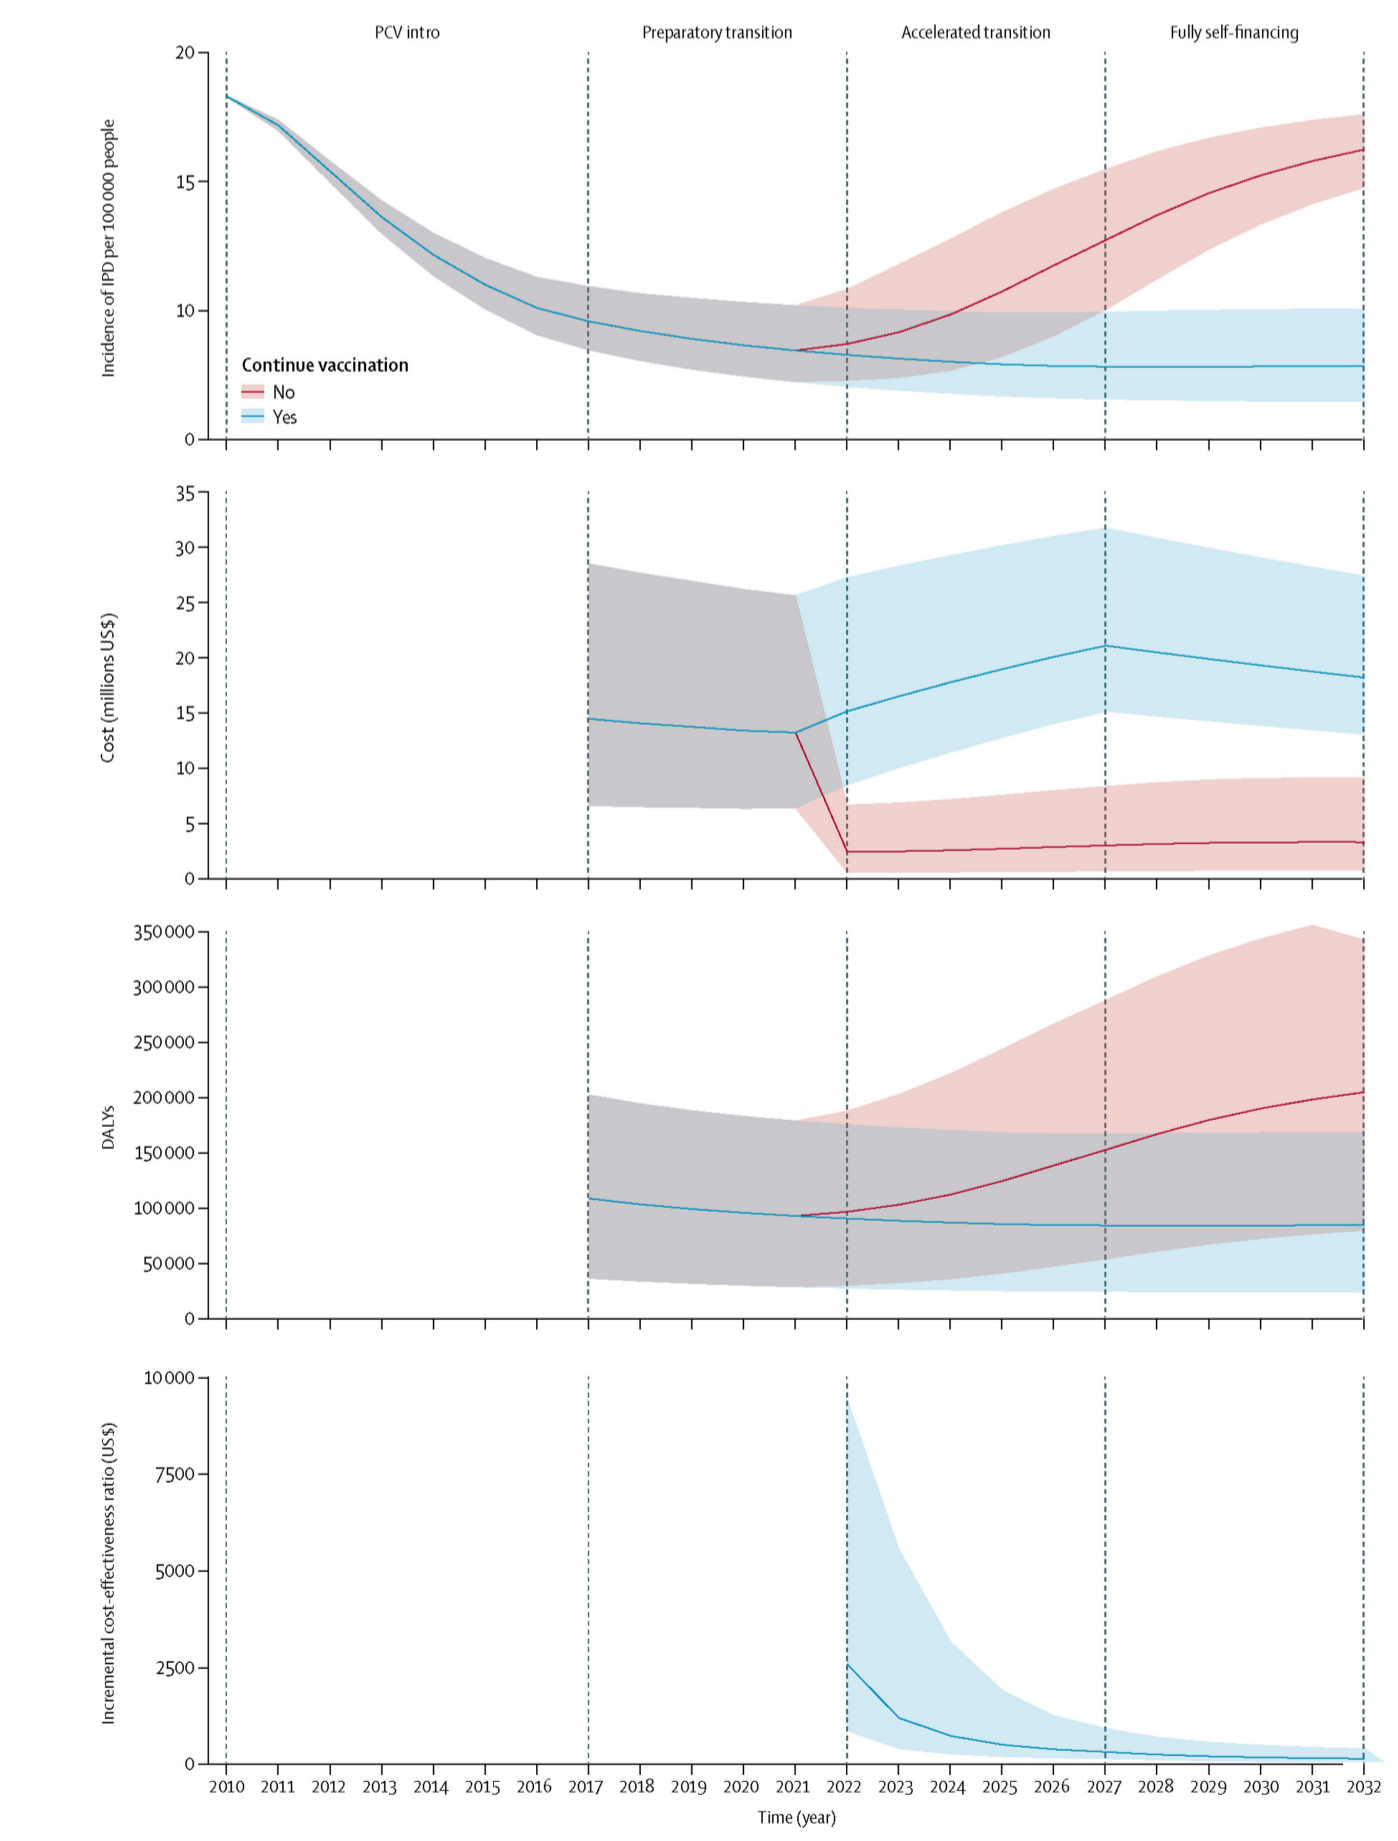 PCV intro
Preparatory transition
Accelerated transition
Fully self-financing
Incidence of IPD per 100 000 people
20
15
10
0
Continue vaccination
No
Yes
Cost (millions US$)
35
30
25
20
15
10
5
0
DALYs
350 000
300 000
250 000
200 000
150 000
100 000
50 000
0
Incremental cost-effectiveness ratio (US$)
10 000
7500
5000
2500
0
2010 2011 2012 2013 2014 2015 2016 2017 2018 2019 2020 2021 2022 2023 2024 2025 2026 2027 2028 2029 2030 2031 2032
Time (year)